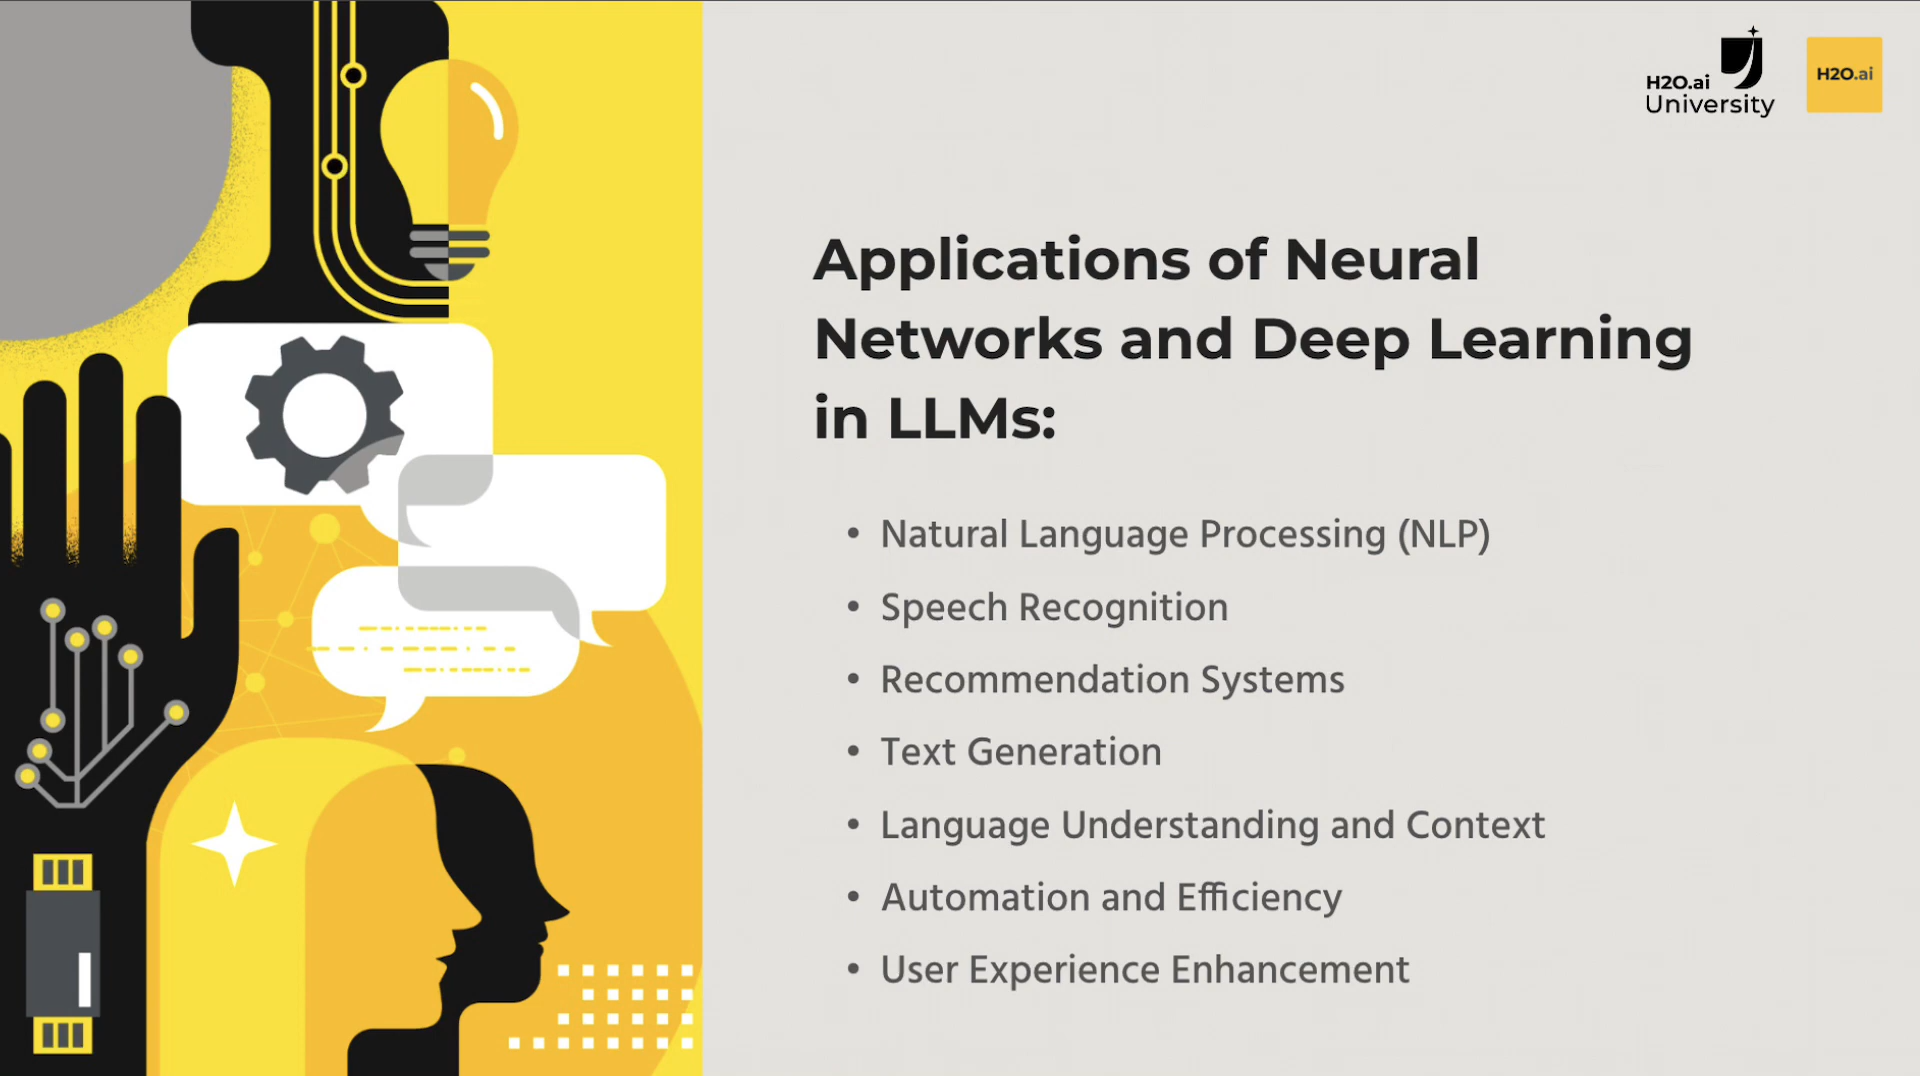 H2O.ai
University
H2O.ai
Applications of Neural
Networks and Deep Learning
in LLMs:
• Natural Language Processing (NLP)
• Speech Recognition
• Recommendation Systems
• Text Generation
• Language Understanding and Context
• Automation and Efficiency
• User Experience Enhancement